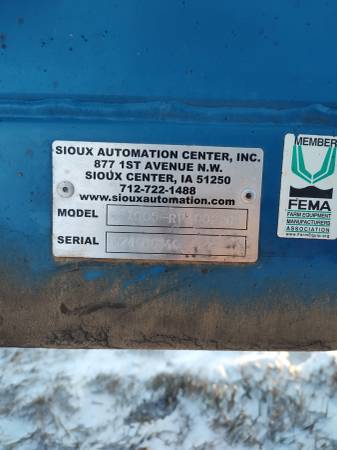 SIOUX AUTOMATION CENTER, INC.
877 1ST AVENUE N.W.
SIOUX CENTER, IA 51250
712-722-1488
www.siouxautomation.com
MODEL
SERIAL
MEMBER
FEMA
FARM EQUIPMENT
MANUFACTURERS
ASSOCIATION